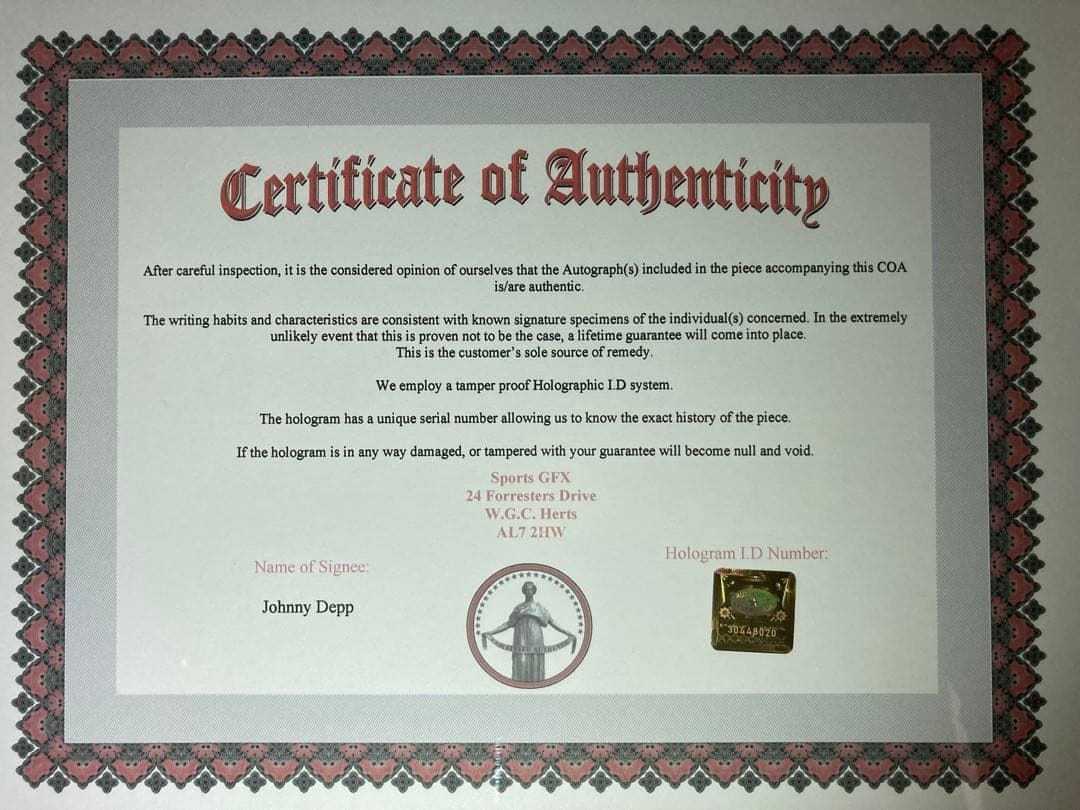 Certificate of Authenticity
After careful inspection, it is the considered opinion of ourselves that the Autograph(s) included in the piece accompanying this COA
is/are authentic.
The writing habits and characteristics are consistent with known signature specimens of the individual(s) concerned. In the extremely
unlikely event that this is proven not to be the case, a lifetime guarantee will come into place.
This is the customer's sole source of remedy.
We employ a tamper proof Holographic I.D system.
The hologram has a unique serial number allowing us to know the exact history of the piece.
If the hologram is in any way damaged, or tampered with your guarantee will become null and void.
Sports GFX
24 Forresters Drive
W.G.C. Herts
AL7 2HW
Name of Signee:
Johnny Depp
Hologram I.D Number:
30448020